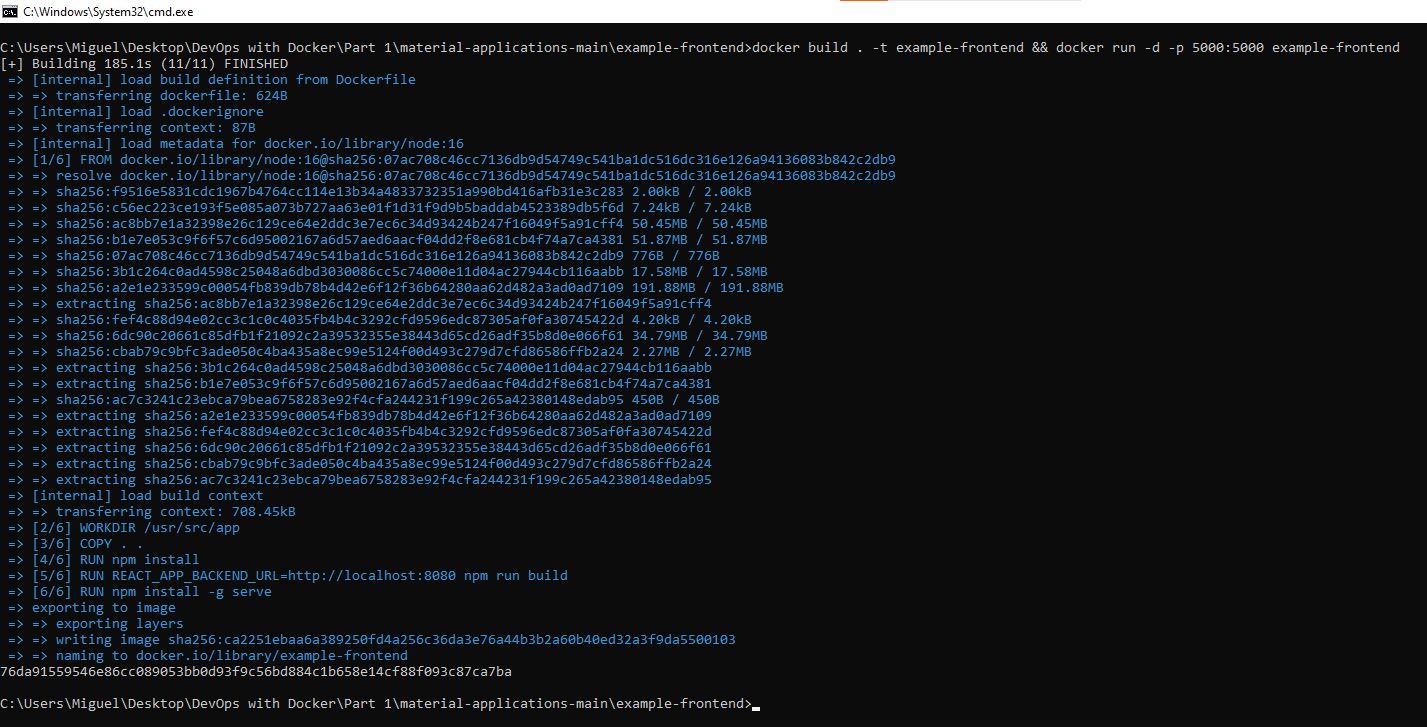 C:\Windows\System32\cmd.exe
C:\Users\Miguel\Desktop\DevOps with Docker\Part 1\material-applications-main\example-frontend>docker build . -t example-frontend && docker run -d -p 5000:5000 example-frontend
[+] Building 185.1s (11/11) FINISHED
=> [internal] load build definition from Dockerfile
=> => transferring dockerfile: 624B
=> [internal] load .dockerignore
=> => transferring context: 87B
=> [internal] load metadata for docker.io/library/node:16
=> [1/6] FROM docker.io/library/node:16@sha256:07ac708c46cc7136db9d54749c541ba1dc516dc316e126a94136083b842c2db9
=> => resolve docker.io/library/node:16@sha256:07ac708c46cc7136db9d54749c541ba1dc516dc316e126a94136083b842c2db9
=> => sha256:f9516e5831cdc1967b4764cc114e13b34a4833732351a990bd416afb31e3c283 2.00kB / 2.00kB
=> => sha256:c56ec223ce193f5e085a073b727aa63e01f1d31f9d9b5baddab4523389db5f6d 7.24kB / 7.24kB
=> => sha256:ac8bb7e1a32398e26c129ce64e2ddc3e7ec6c34d93424b247f16049f5a91cff4 50.45MB / 50.45MB
=> => sha256:b1e7e053c9f6f57c6d95002167a6d57aed6aacf04dd2f8e681cb4f74a7ca4381 51.87MB / 51.87MB
=> => sha256:07ac708c46cc7136db9d54749c541ba1dc516dc316e126a94136083b842c2db9 776B / 776B
=> => sha256:3b1c264c0ad4598c25048a6dbd3030086cc5c74000e11d04ac27944cb116aabb 17.58MB / 17.58MB
=> => sha256:a2e1e233599c00054fb839db78b4d42e6f12f36b64280aa62d482a3ad0ad7109 191.88MB / 191.88MB
=> => extracting sha256:ac8bb7e1a32398e26c129ce64e2ddc3e7ec6c34d93424b247f16049f5a91cff4
=> => sha256:fef4c88d94e02cc3c1c0c4035fb4b4c3292cfd9596edc87305af0fa30745422d 4.20kB / 4.20kB
=> => sha256:6dc90c20661c85dfb1f21092c2a39532355e38443d65cd26adf35b8d0e066f61 34.79MB / 34.79MB
=> => sha256:cbab79c9bfc3ade050c4ba435a8ec99e5124f00d493c279d7cfd86586ffb2a24 2.27MB / 2.27MB
=> => extracting sha256:3b1c264c0ad4598c25048a6dbd3030086cc5c74000e11d04ac27944cb116aabb
=> => extracting sha256:b1e7e053c9f6f57c6d95002167a6d57aed6aacf04dd2f8e681cb4f74a7ca4381
=> => sha256:ac7c3241c23ebca79bea6758283e92f4cfa244231f199c265a42380148edab95 450B / 450B
=> => extracting sha256:a2e1e233599c00054fb839db78b4d42e6f12f36b64280aa62d482a3ad0ad7109
=> => extracting sha256:fef4c88d94e02cc3c1c0c4035fb4b4c3292cfd9596edc87305af0fa30745422d
=> => extracting sha256:6dc90c20661c85dfb1f21092c2a39532355e38443d65cd26adf35b8d0e066f61
=> => extracting sha256:cbab79c9bfc3ade050c4ba435a8ec99e5124f00d493c279d7cfd86586ffb2a24
=> => extracting sha256:ac7c3241c23ebca79bea6758283e92f4cfa244231f199c265a42380148edab95
=> [internal] load build context
=> => transferring context: 708.45kB
=> [2/6] WORKDIR /usr/src/app
=> [3/6] COPY . .
=> [4/6] RUN npm install
=> [5/6] RUN REACT_APP_BACKEND_URL=http://localhost:8080 npm run build
=> [6/6] RUN npm install -g serve
=> exporting to image
=> => exporting layers
=> => writing image sha256:ca2251ebaa6a389250fd4a256c36da3e76a44b3b2a60b40ed32a3f9da5500103
=> => naming to docker.io/library/example-frontend
76da91559546e86cc089053bb0d93f9c56bd884c1b658e14cf88f093c87ca7ba
C:\Users\Miguel\Desktop\DevOps with Docker\Part 1\material-applications-main\example-frontend>